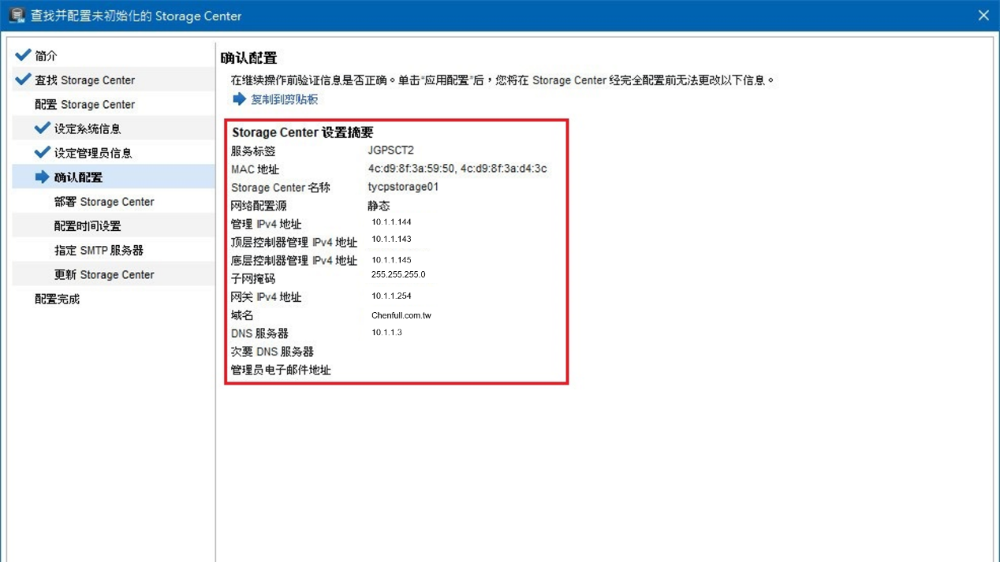 查找并配置未初始化的 Storage Center
简介
查找 Storage Center
配置 Storage Center
设定系统信息
设定管理员信息
确认配置
部署 Storage Center
配置时间设置
指定 SMTP 服务器
更新 Storage Center
配置完成
确认配置
在继续操作前验证信息是否正确。单击“应用配置”后，您将在 Storage Center 经完全配置前无法更改以下信息。
复制到剪贴板
Storage Center 设置摘要
服务标签 JGPSCT2
MAC 地址 4c:d9:8f:3a:59:50, 4c:d9:8f:3a:d4:3c
Storage Center 名称 tycpstorage01
网络配置源 静态
管理 IPv4 地址 10.1.1.144
顶层控制器管理 IPv4 地址 10.1.1.143
底层控制器管理 IPv4 地址 10.1.1.145
子网掩码 255.255.255.0
网关 IPv4 地址 10.1.1.254
域名 Chenfull.com.tw
DNS 服务器 10.1.1.3
次要 DNS 服务器
管理员电子邮件地址